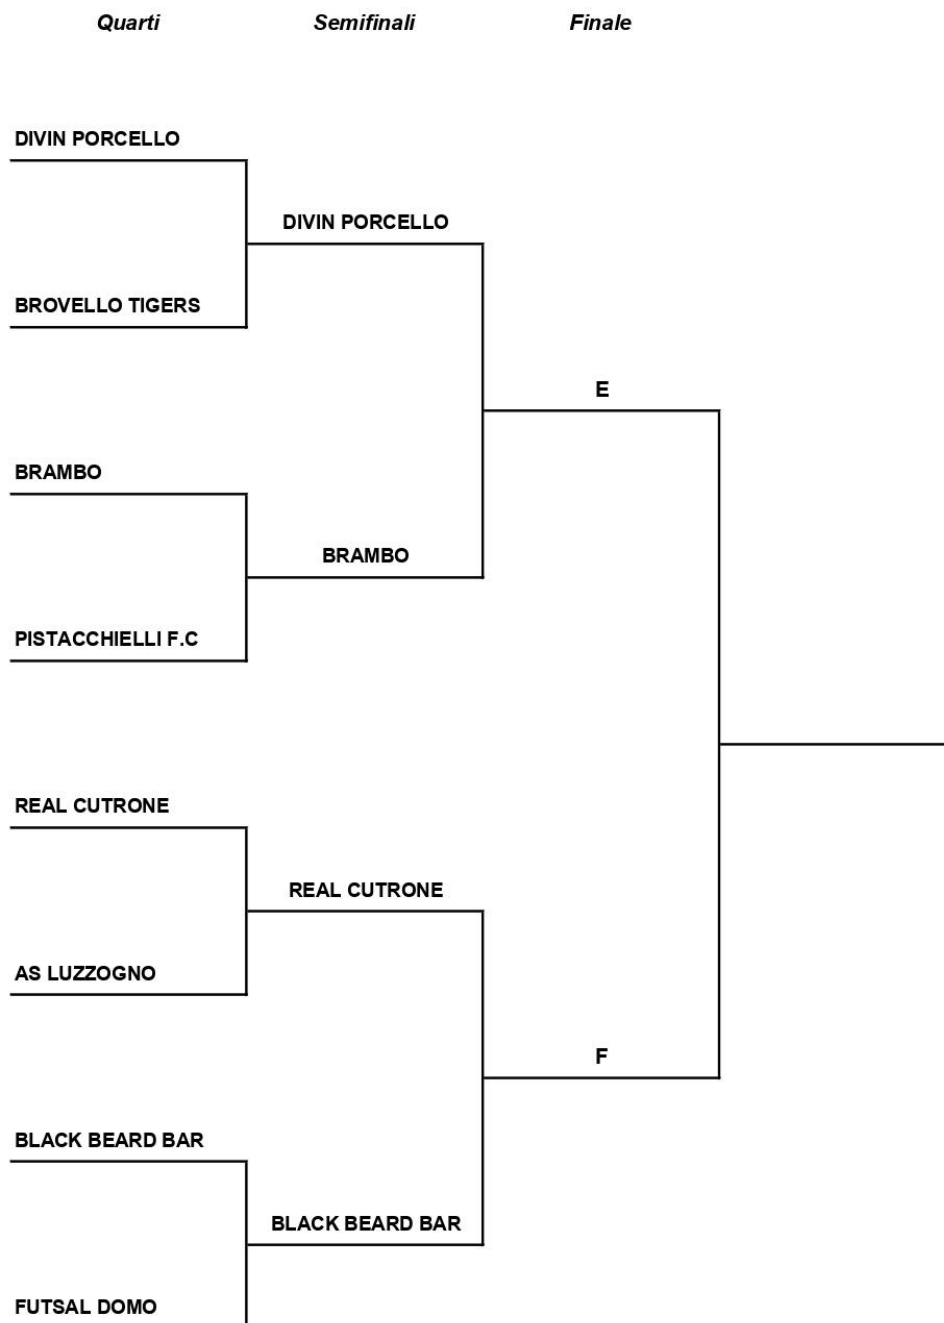 Quarti Semifinali Finale
DIVIN PORCELLO
DIVIN PORCELLO
BROVELLO TIGERS
E
BRAMBO
BRAMBO
PISTACCHIELLI F.C
REAL CUTRONE
REAL CUTRONE
AS LUZZOGNO
F
BLACK BEARD BAR
BLACK BEARD BAR
FUTSAL DOMO